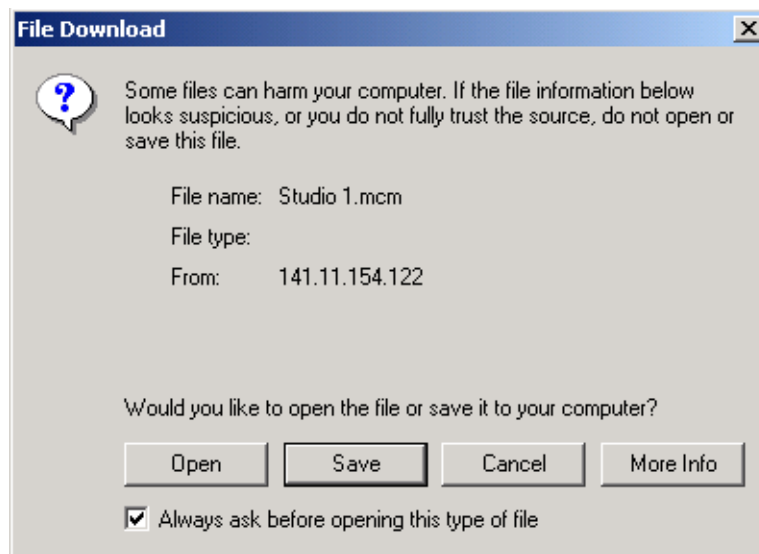 File Download
Some files can harm your computer. If the file information below
looks suspicious, or you do not fully trust the source, do not open or
save this file.
File name: Studio 1.mcm
File type:
From: 141.11.154.122
Would you like to open the file or save it to your computer?
Open Save Cancel More Info
Always ask before opening this type of file